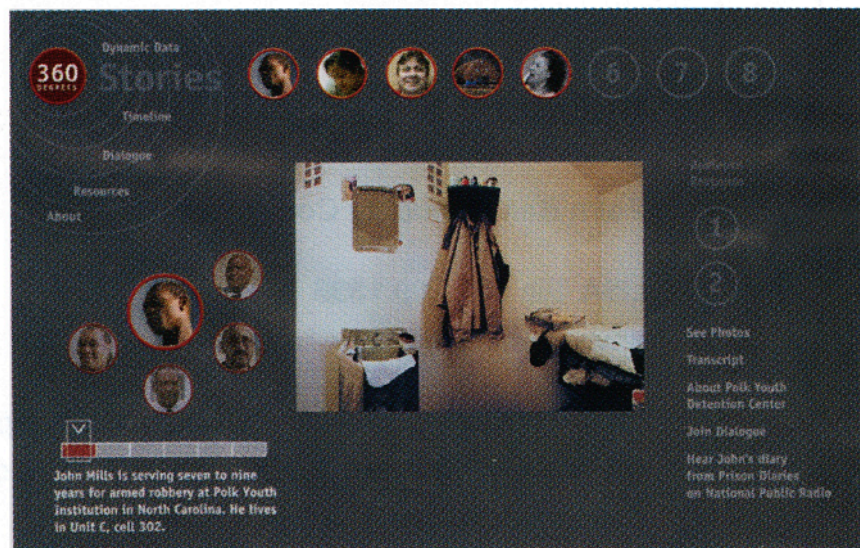 Dynamic Data
360
DEGREES
Stories
6
7
8
Timeline
Dialogue
Resources
About
1
2
See Photos
Transcript
About Polk Youth
Detention Center
Join Dialogue
Hear John's diary
from Prison Diaries
on National Public Radio
John Mills is serving seven to nine
years for armed robbery at Polk Youth
Institution in North Carolina. He lives
in Unit C, cell 302.